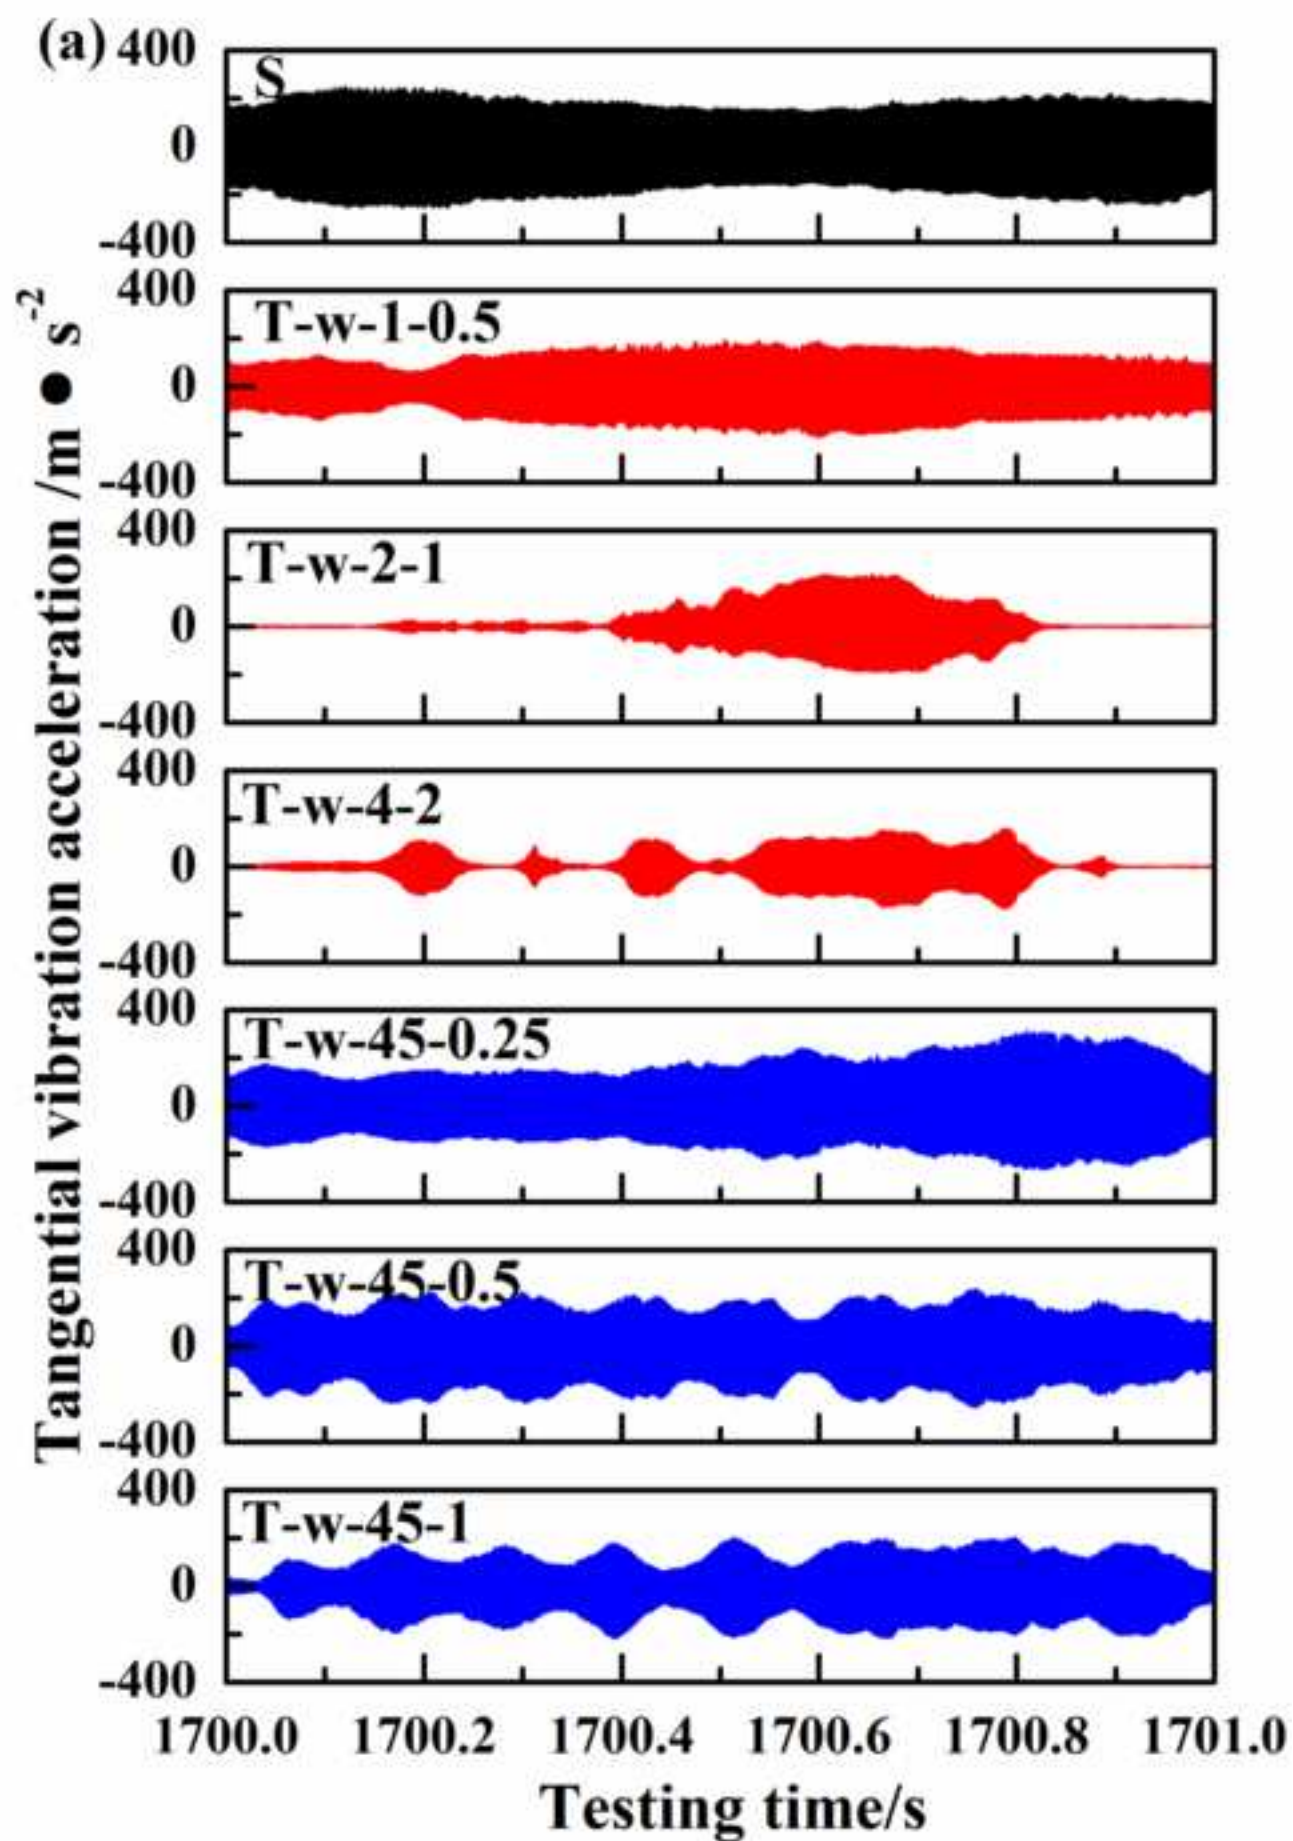 (a)
Tangential vibration acceleration /m ● s⁻²
400
S
0
-400
400
T-w-1-0.5
0
-400
400
T-w-2-1
0
-400
400
T-w-4-2
0
-400
400
T-w-45-0.25
0
-400
400
T-w-45-0.5
0
-400
400
T-w-45-1
0
-400
1700.0 1700.2 1700.4 1700.6 1700.8 1701.0
Testing time/s